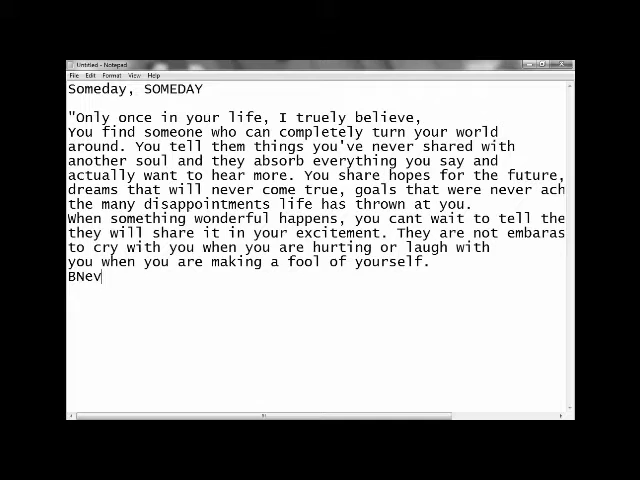 Untitled - Notepad
File Edit Format View Help
Someday, SOMEDAY
"Only once in your life, I truely believe,
You find someone who can completely turn your world
around. You tell them things you've never shared with
another soul and they absorb everything you say and
actually want to hear more. You share hopes for the future,
dreams that will never come true, goals that were never ach
the many disappointments life has thrown at you.
When something wonderful happens, you cant wait to tell the
they will share it in your excitement. They are not embaras
to cry with you when you are hurting or laugh with
you when you are making a fool of yourself.
BNev